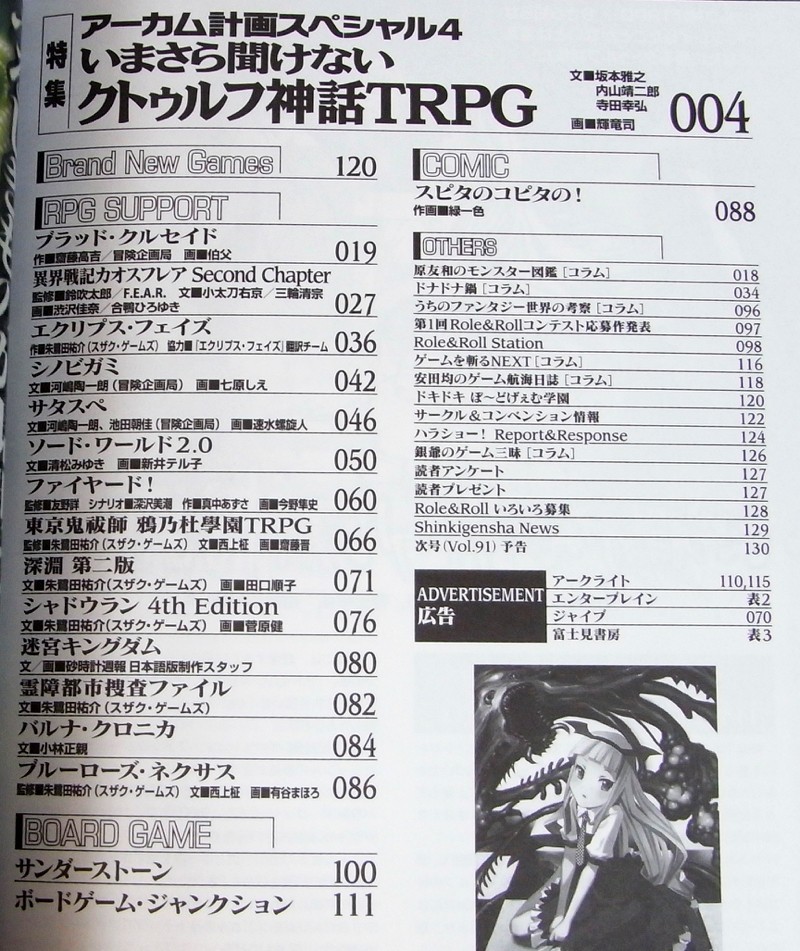 特集
アーカム計画スペシャル4
いまさら聞けない
クトゥルフ神話TRPG
文■坂本雅之
内山靖二郎
寺田幸弘
画■輝竜司
004
Brand New Games 120
RPG SUPPORT
ブラッド・クルセイド
作■齋藤高吉/冒険企画局 画■伯父 019
異界戦記カオスフレア Second Chapter
監修■鈴吹太郎/F.E.A.R. 文■小太刀右京/三輪清宗
画■渋沢佳奈/合鴨ひろゆき 027
エクリプス・フェイズ
作■朱鷺田祐介(スザク・ゲームズ) 協力■「エクリプス・フェイズ」翻訳チーム 036
シノビガミ
文■河嶋陶一朗(冒険企画局) 画■七原しえ 042
サタスペ
文■河嶋陶一朗、池田朝佳(冒険企画局) 画■速水螺旋人 046
ソード・ワールド2.0
文■清松みゆき 画■新井テル子 050
ファイヤード!
監修■友野詳 シナリオ■深沢美潮 作■真中あずさ 画■今野隼史 060
東京鬼祓師 鴉乃杜學園TRPG
監修■朱鷺田祐介(スザク・ゲームズ) 文■西上柾 画■齋藤晋 066
深淵 第二版
文■朱鷺田祐介(スザク・ゲームズ) 画■田口順子 071
シャドウラン 4th Edition
文■朱鷺田祐介(スザク・ゲームズ) 画■菅原健 076
迷宮キングダム
文/画■砂時計週報 日本語版制作スタッフ 080
霊障都市捜査ファイル
文■朱鷺田祐介(スザク・ゲームズ) 082
バルナ・クロニカ
文■小林正親 084
ブルーローズ・ネクサス
監修■朱鷺田祐介(スザク・ゲームズ) 文■西上柾 画■有谷まほろ 086
BOARD GAME
サンダーストーン 100
ボードゲーム・ジャンクション 111
COMIC
スピタのコピタの!
作画■緑一色 088
OTHERS
原友和のモンスター図鑑［コラム］ 018
ドナドナ鍋［コラム］ 034
うちのファンタジー世界の考察［コラム］ 096
第1回Role&Rollコンテスト応募作発表 097
Role&Roll Station 098
ゲームを斬るNEXT［コラム］ 116
安田均のゲーム航海日誌［コラム］ 118
ドキドキ ぼ〜どげぇむ学園 120
サークル&コンベンション情報 122
ハラショー! Report&Response 124
銀爺のゲーム三昧［コラム］ 126
読者アンケート 127
読者プレゼント 127
Role&Roll いろいろ募集 128
Shinkigensha News 129
次号(Vol.91) 予告 130
ADVERTISEMENT
広告
アークライト 110,115
エンターブレイン 表2
ジャイブ 070
富士見書房 表3